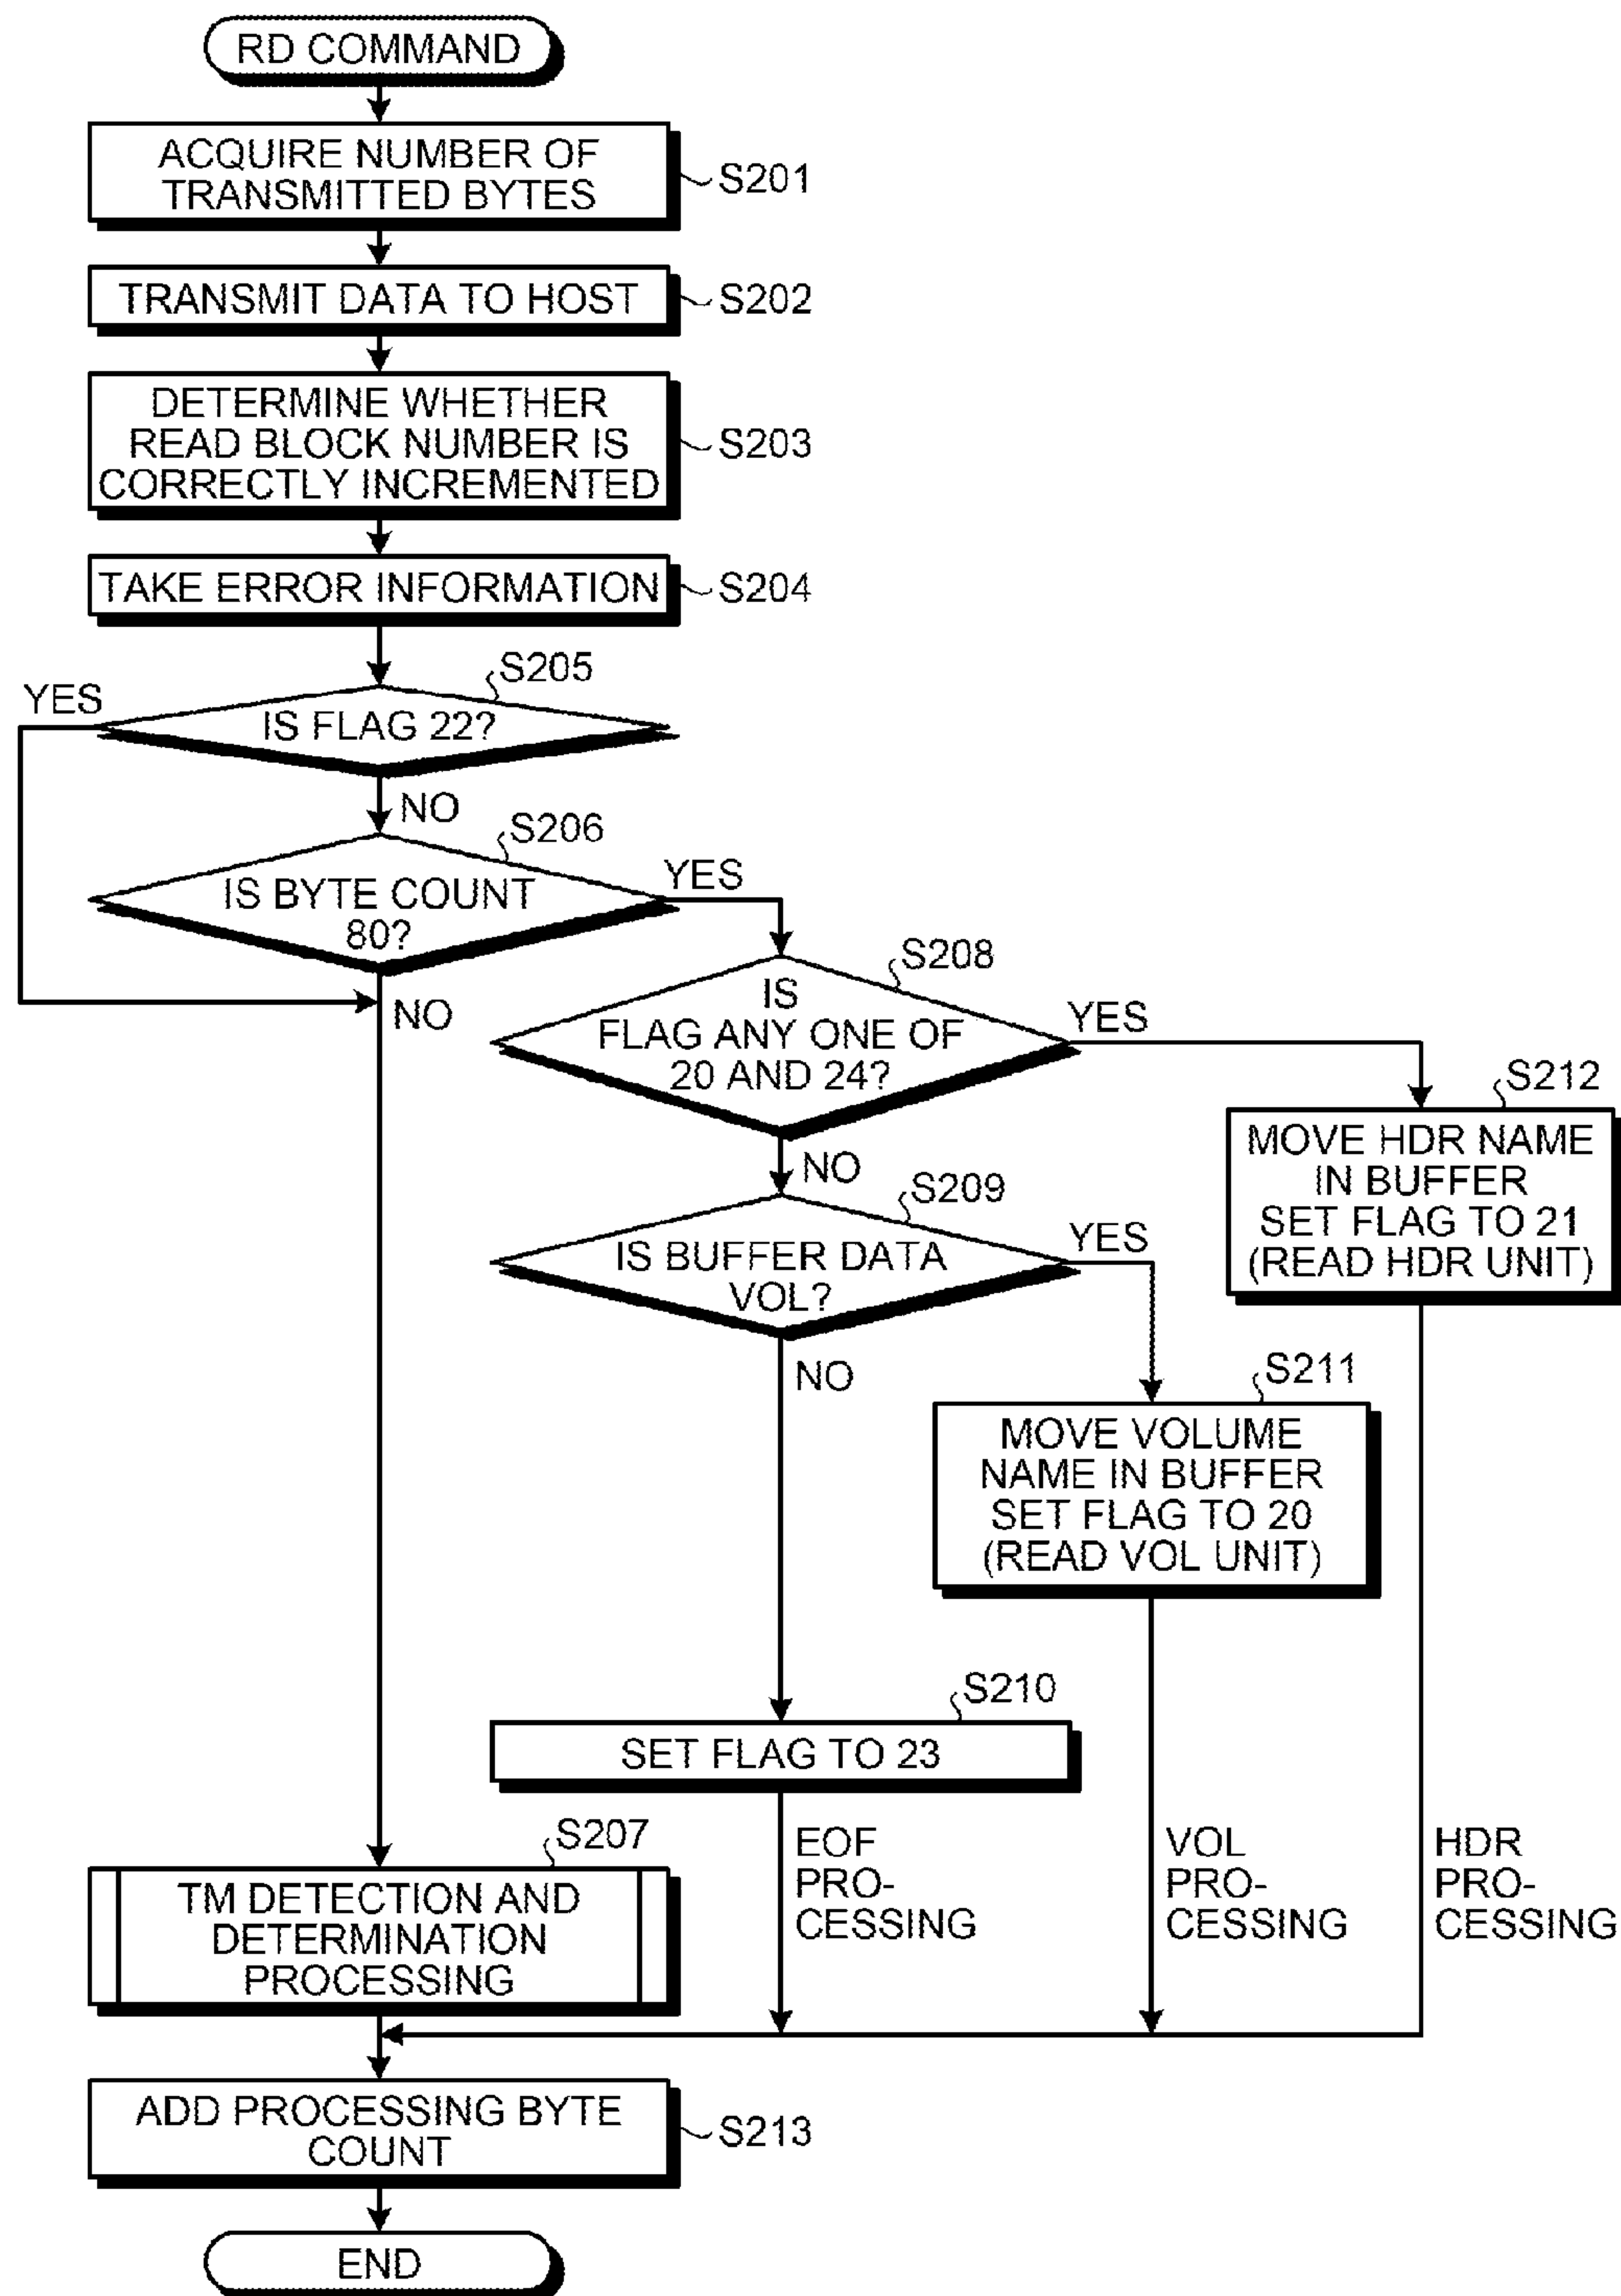 RD COMMAND
ACQUIRE NUMBER OF
TRANSMITTED BYTES
S201
TRANSMIT DATA TO HOST
S202
DETERMINE WHETHER
READ BLOCK NUMBER IS
CORRECTLY INCREMENTED
S203
TAKE ERROR INFORMATION
S204
S205
YES
IS FLAG 22?
NO
S206
IS BYTE COUNT
80?
YES
NO
S208
IS
FLAG ANY ONE OF
20 AND 24?
YES
NO
S212
MOVE HDR NAME
IN BUFFER
SET FLAG TO 21
(READ HDR UNIT)
S209
IS BUFFER DATA
VOL?
YES
NO
S211
MOVE VOLUME
NAME IN BUFFER
SET FLAG TO 20
(READ VOL UNIT)
S210
SET FLAG TO 23
EOF
PRO-
CESSING
VOL
PRO-
CESSING
HDR
PRO-
CESSING
S207
TM DETECTION AND
DETERMINATION
PROCESSING
ADD PROCESSING BYTE
COUNT
S213
END